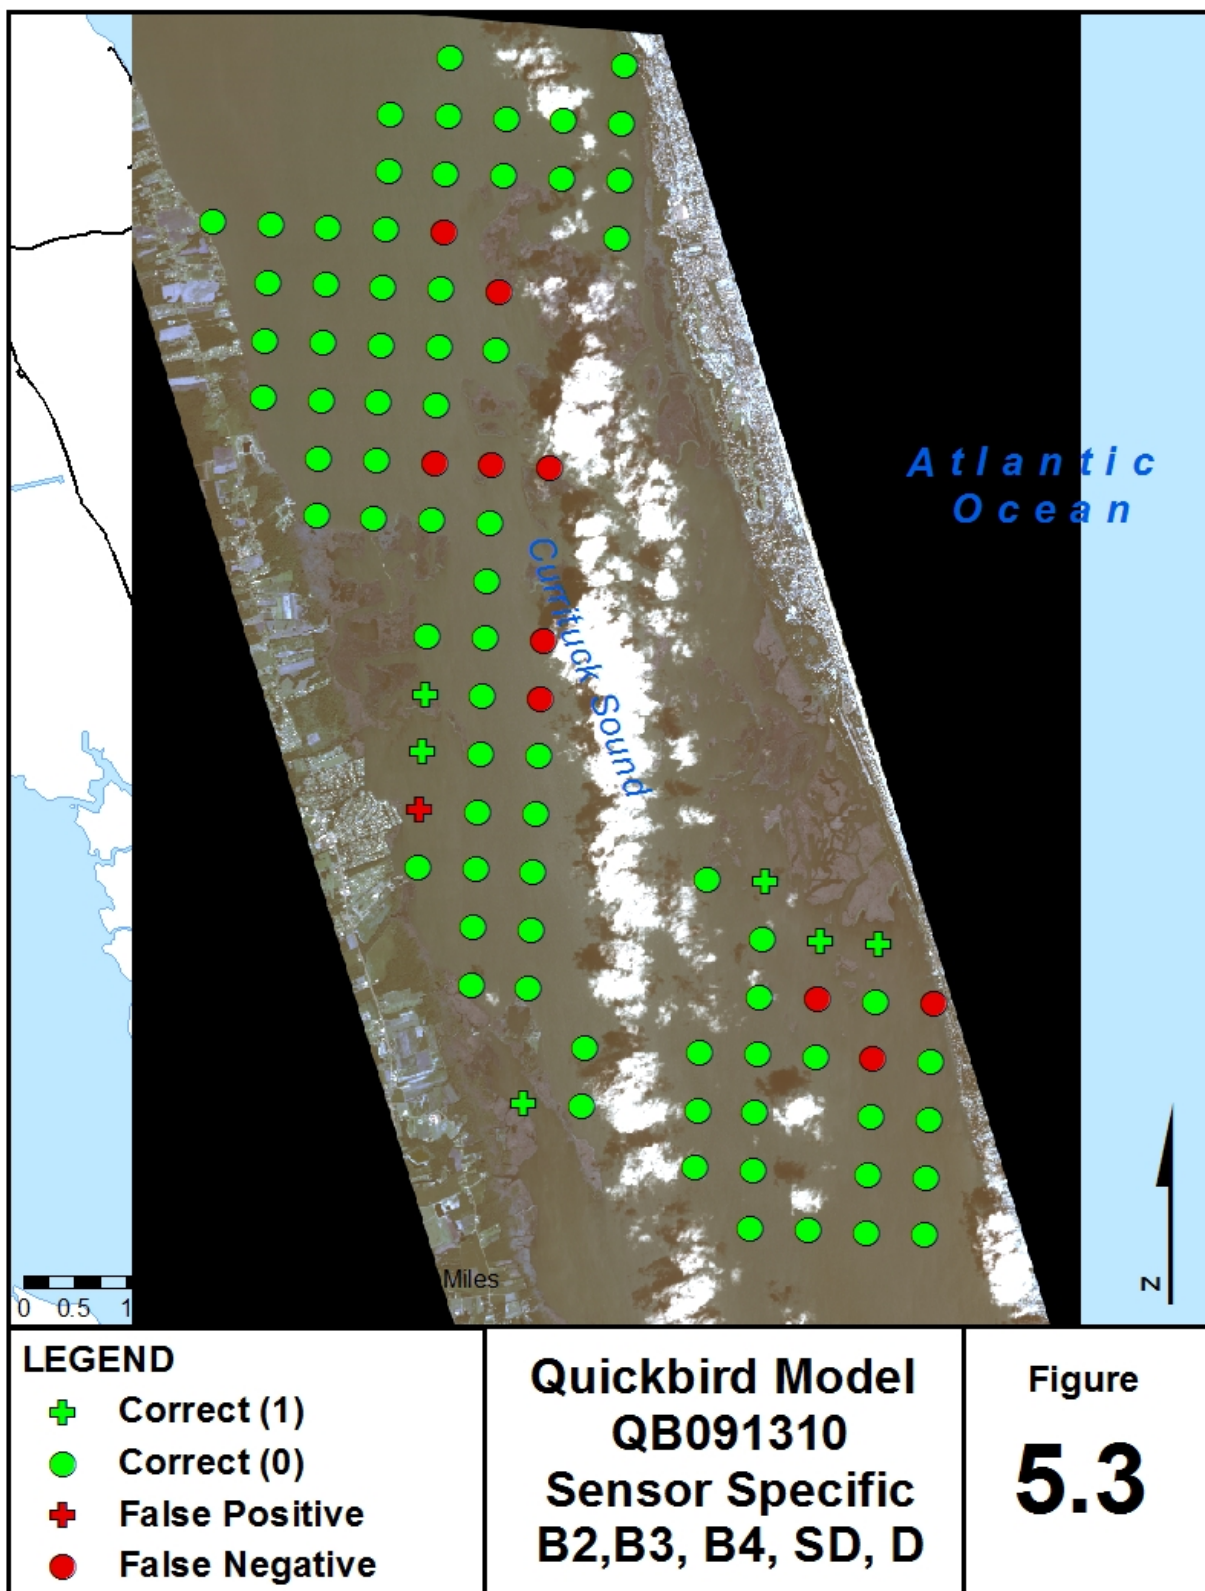 Atlantic
Ocean
Currituck Sound
Miles
0 0.5 1
N
LEGEND
Correct (1)
Correct (0)
False Positive
False Negative
Quickbird Model
QB091310
Sensor Specific
B2,B3, B4, SD, D
Figure
5.3